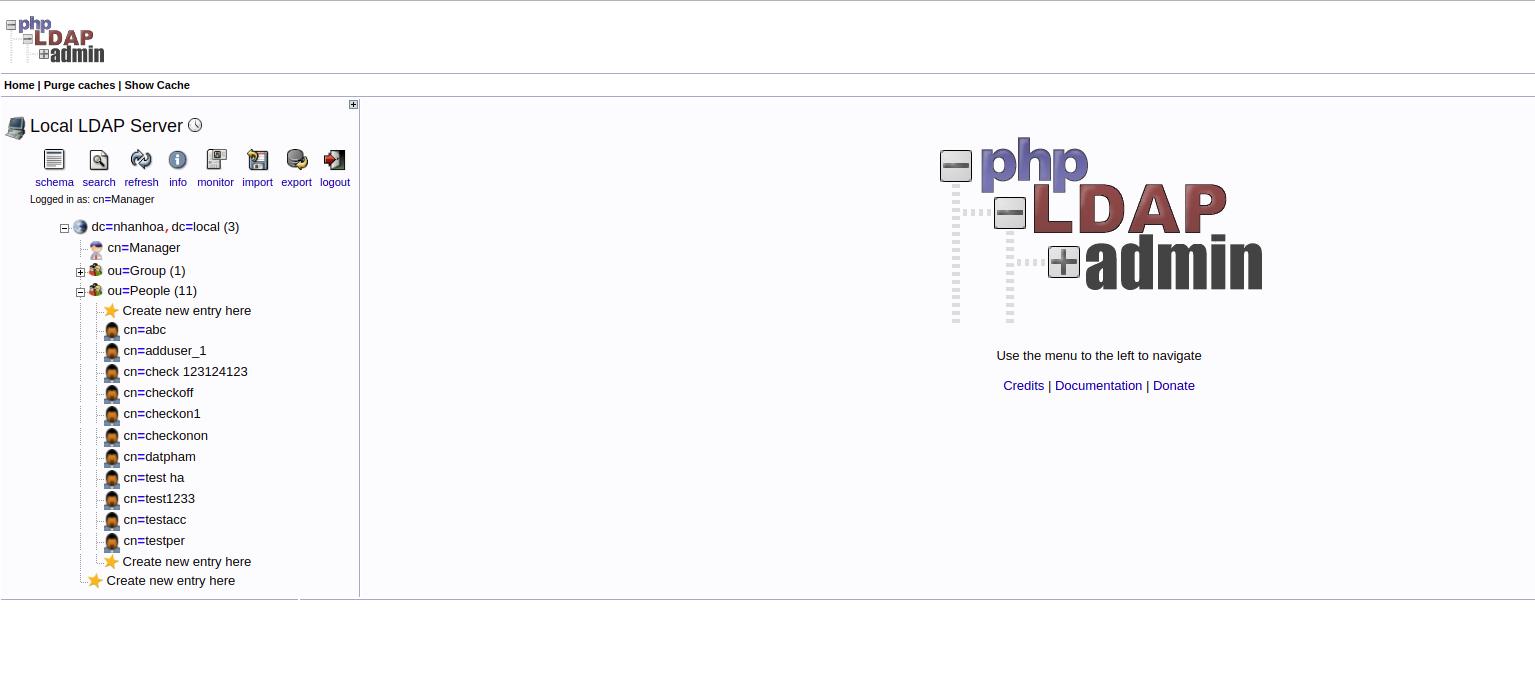 php
LDAP
admin
Home | Purge caches | Show Cache
Local LDAP Server
schema search refresh info monitor import export logout
Logged in as: cn=Manager
dc=nhanhoa, dc=local (3)
cn=Manager
ou=Group (1)
ou=People (11)
Create new entry here
cn=abc
cn=adduser_1
cn=check 123124123
cn=checkoff
cn=checkon1
cn=checkonon
cn=datpham
cn=test ha
cn=test1233
cn=testacc
cn=testper
Create new entry here
Create new entry here
php
LDAP
admin
Use the menu to the left to navigate
Credits | Documentation | Donate